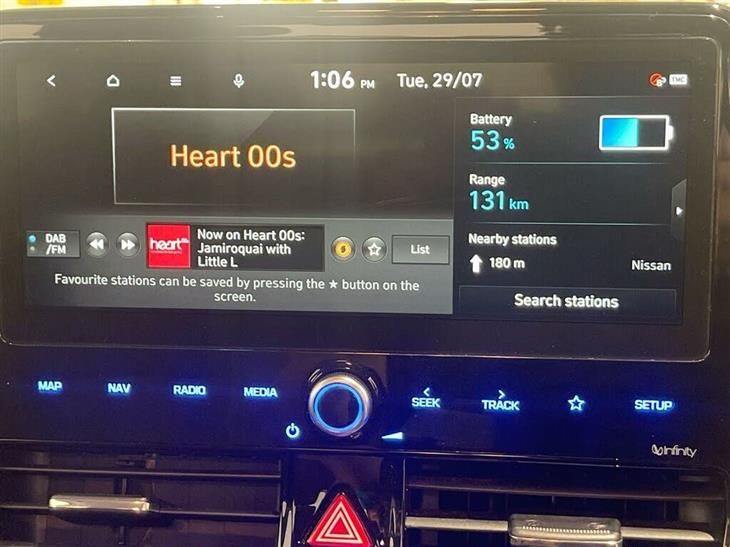 1:06 PM Tue, 29/07
TMC
Heart 00s
Battery
53 %
Range
131 km
DAB
/FM
heart
Now on Heart 00s:
Jamiroquai with
Little L
List
Nearby stations
180 m Nissan
Favourite stations can be saved by pressing the ★ button on the
screen.
Search stations
MAP NAV RADIO MEDIA SEEK TRACK SETUP
Infinity